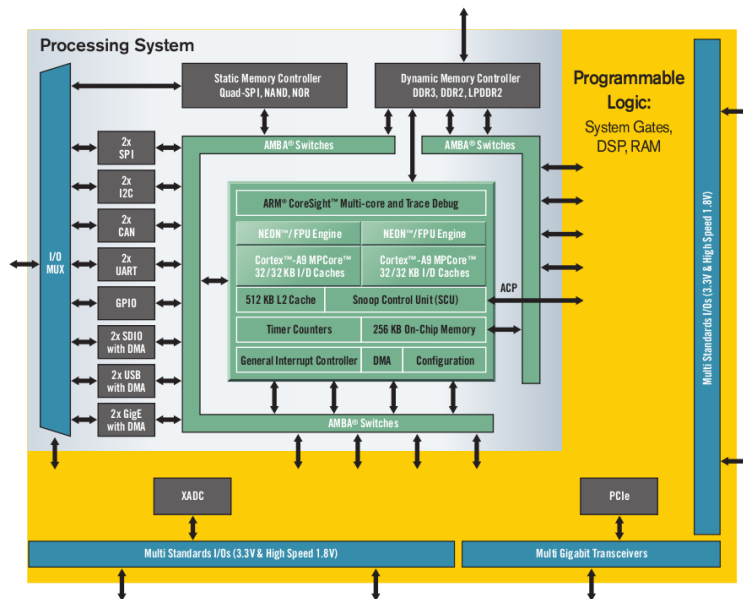 Processing System
Static Memory Controller
Quad-SPI, NAND, NOR
Dynamic Memory Controller
DDR3, DDR2, LPDDR2
Programmable
Logic:
System Gates,
DSP, RAM
AMBA® Switches
AMBA® Switches
2x
SPI
2x
I2C
2x
CAN
2x
UART
GPIO
2x SDIO
with DMA
2x USB
with DMA
2x GigE
with DMA
I/O
MUX
ARM® CoreSight™ Multi-core and Trace Debug
NEON™/ FPU Engine
NEON™/ FPU Engine
Cortex™-A9 MPCore™
32/32 KB I/D Caches
Cortex™-A9 MPCore™
32/32 KB I/D Caches
512 KB L2 Cache
Snoop Control Unit (SCU)
Timer Counters
256 KB On-Chip Memory
General Interrupt Controller
DMA
Configuration
ACP
AMBA® Switches
Multi Standards I/Os (3.3V & High Speed 1.8V)
XADC
PCIe
Multi Standards I/Os (3.3V & High Speed 1.8V)
Multi Gigabit Transceivers